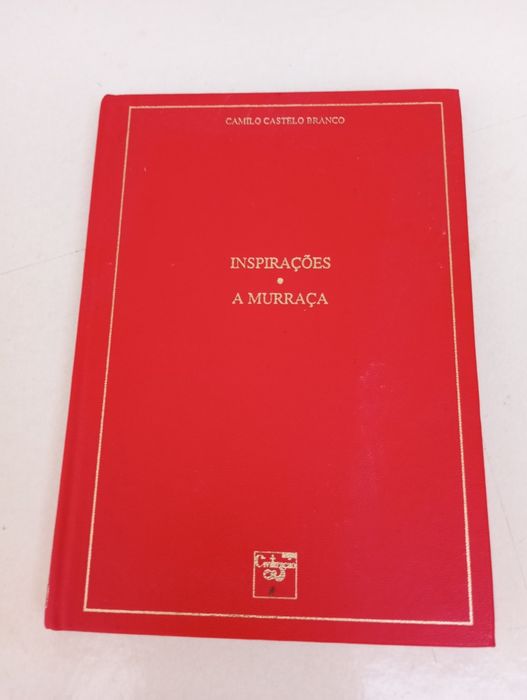 CAMILO CASTELO BRANCO
INSPIRAÇÕES
•
A MURRAÇA
Civilização